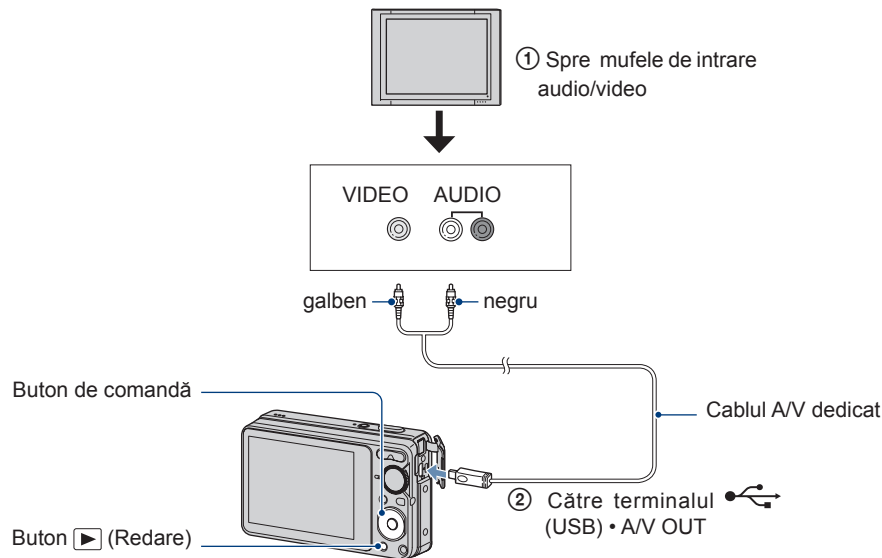 ① Spre mufele de intrare
audio/video
VIDEO AUDIO
galben
negru
Buton de comandă
Cablul A/V dedicat
② Către terminalul
(USB) • A/V OUT
Buton ▶ (Redare)